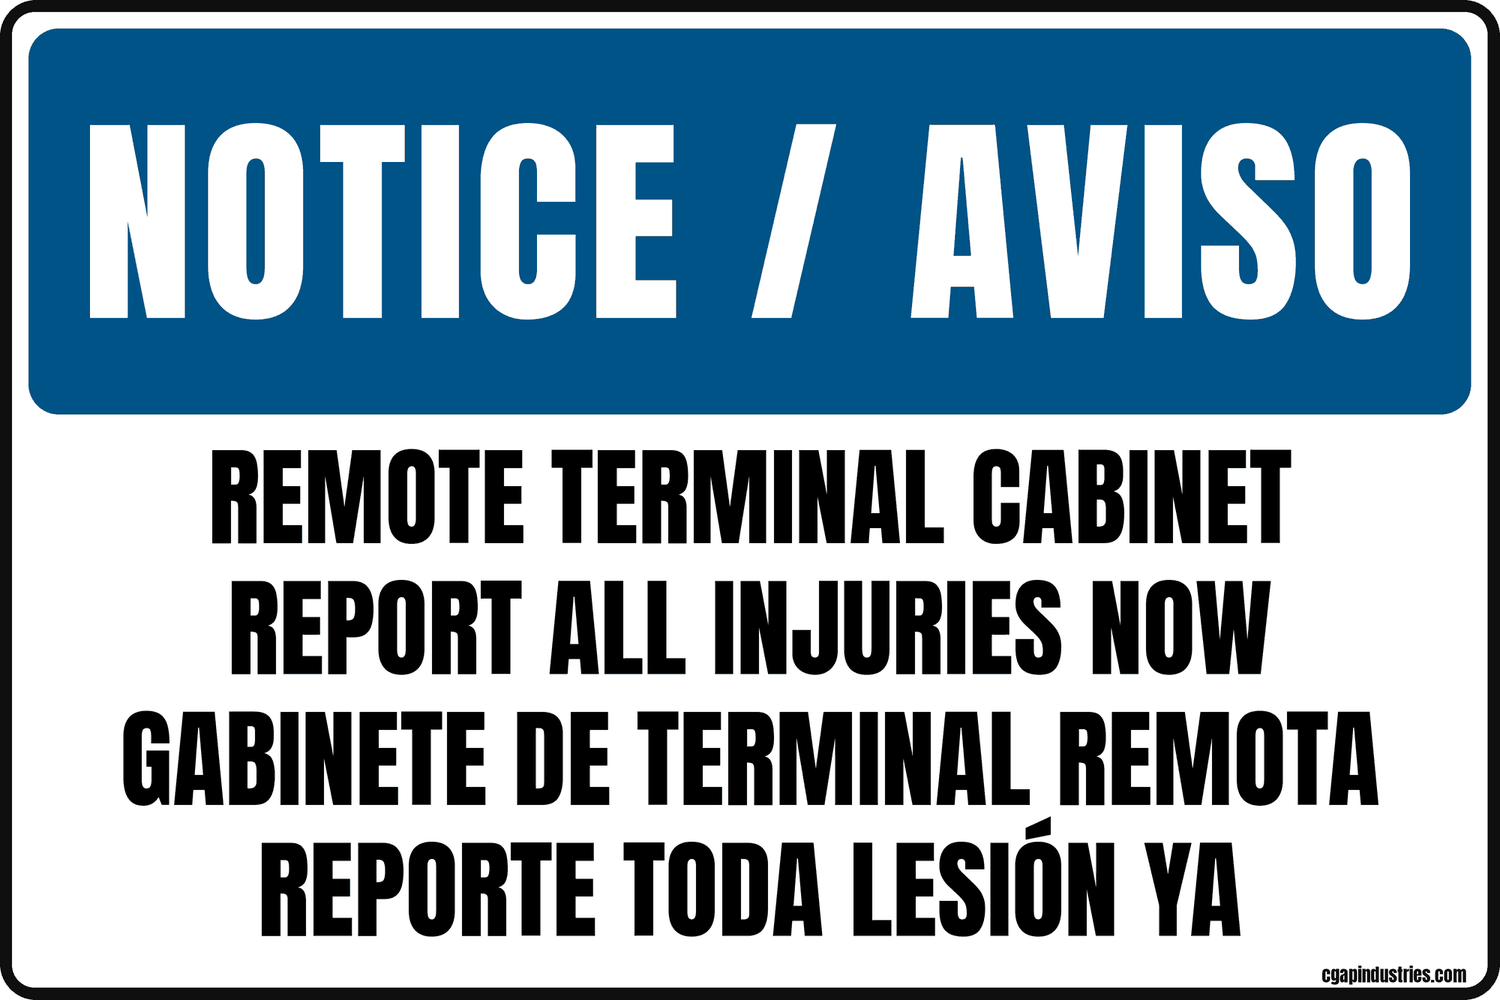 NOTICE / AVISO
REMOTE TERMINAL CABINET
REPORT ALL INJURIES NOW
GABINETE DE TERMINAL REMOTA
REPORTE TODA LESIÓN YA
cgapindustries.com